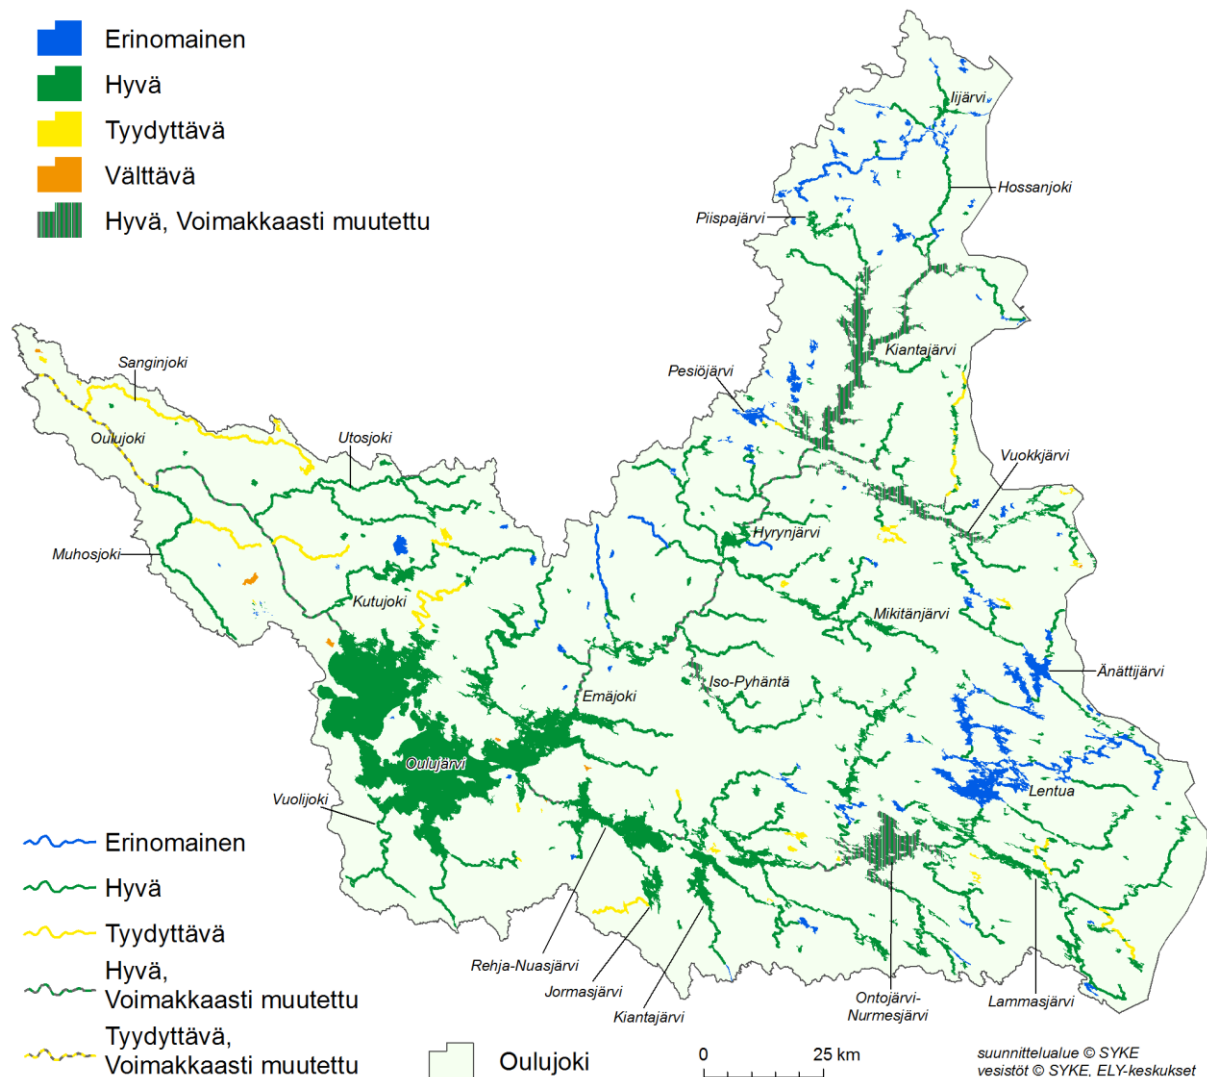 Erinomainen
Hyvä
Tyydyttävä
Välttävä
Hyvä, Voimakkaasti muutettu
Iijärvi
Hossanjoki
Piispajärvi
Kiantajärvi
Sanginjoki
Pesiöjärvi
Oulujoki
Utosjoki
Vuokkjärvi
Hyrynjärvi
Muhosjoki
Kutujoki
Mikitänjärvi
Änättijärvi
Iso-Pyhäntä
Emäjoki
Oulujärvi
Lentua
Vuolijoki
Erinomainen
Hyvä
Tyydyttävä
Hyvä,
Voimakkaasti muutettu
Tyydyttävä,
Voimakkaasti muutettu
Rehja-Nuasjärvi
Jormasjärvi
Kiantajärvi
Ontojärvi-
Nurmesjärvi
Lammasjärvi
Oulujoki
0 25 km
suunnittelualue © SYKE
vesistöt © SYKE, ELY-keskukset